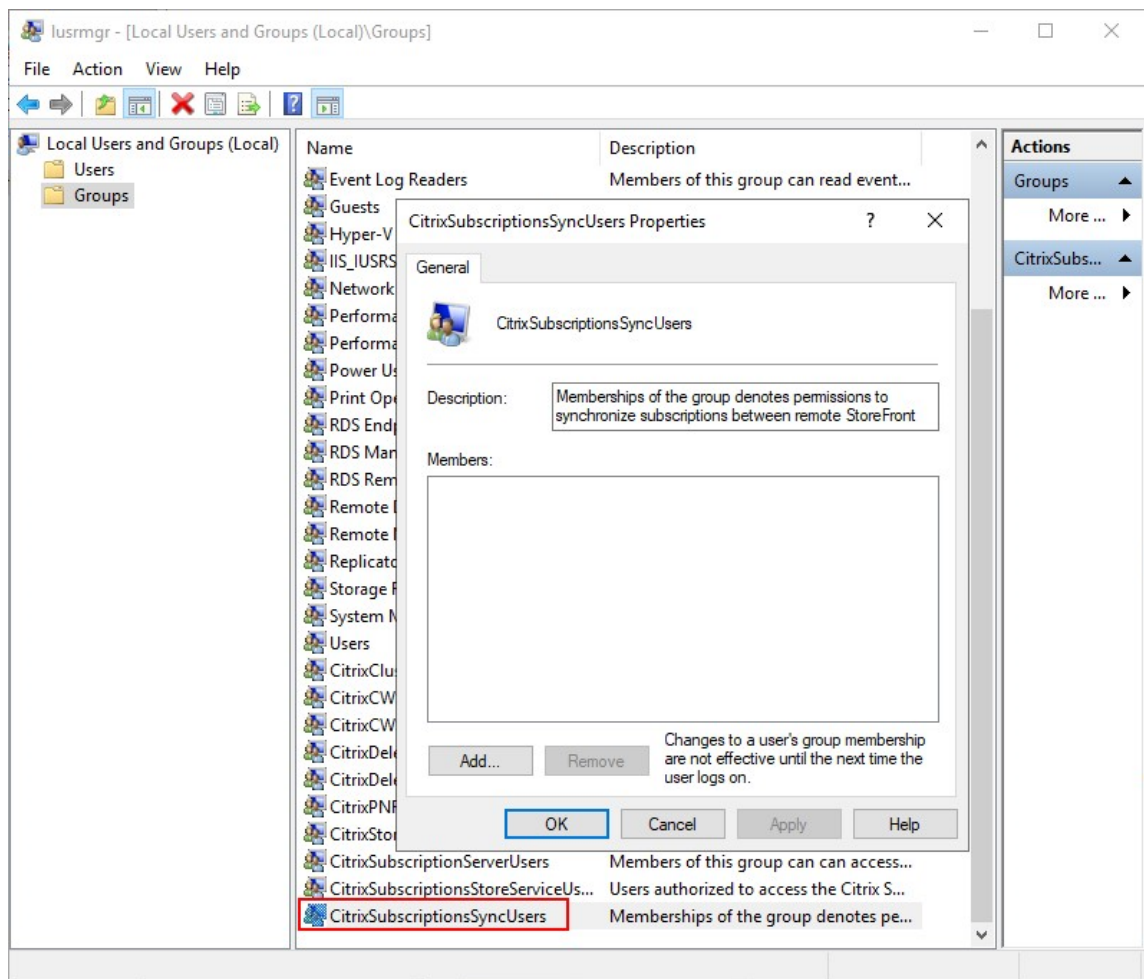 lusrmgr - [Local Users and Groups (Local)\Groups]
File Action View Help
Local Users and Groups (Local)
Users
Groups
Name Description
Event Log Readers Members of this group can read event...
Guests
Hyper-V
IIS_IUSRS
Network
Performa
Performa
Power Us
Print Ope
RDS Endp
RDS Man
RDS Rem
Remote
Remote
Replicato
Storage
System
Users
CitrixClus
CitrixCW
CitrixCW
CitrixDele
CitrixDele
CitrixPNF
CitrixStor
CitrixSubscriptionServerUsers Members of this group can can access...
CitrixSubscriptionsStoreServiceUs... Users authorized to access the Citrix S...
CitrixSubscriptionsSyncUsers Memberships of the group denotes pe...
CitrixSubscriptionsSyncUsers Properties ?
General
CitrixSubscriptionsSyncUsers
Description: Memberships of the group denotes permissions to
synchronize subscriptions between remote StoreFront
Members:
Add... Remove
Changes to a user's group membership
are not effective until the next time the
user logs on.
OK Cancel Apply Help
Actions
Groups
More ...
CitrixSubs...
More ...